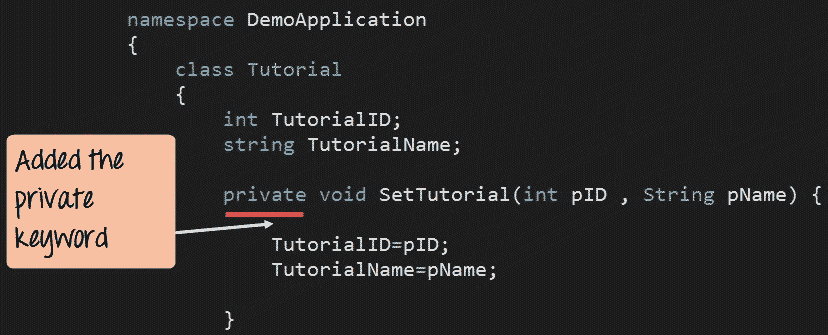 namespace DemoApplication
{
class Tutorial
{
int TutorialID;
string TutorialName;
Added the
private
keyword
private void SetTutorial(int pID , String pName) {
TutorialID=pID;
TutorialName=pName;
}